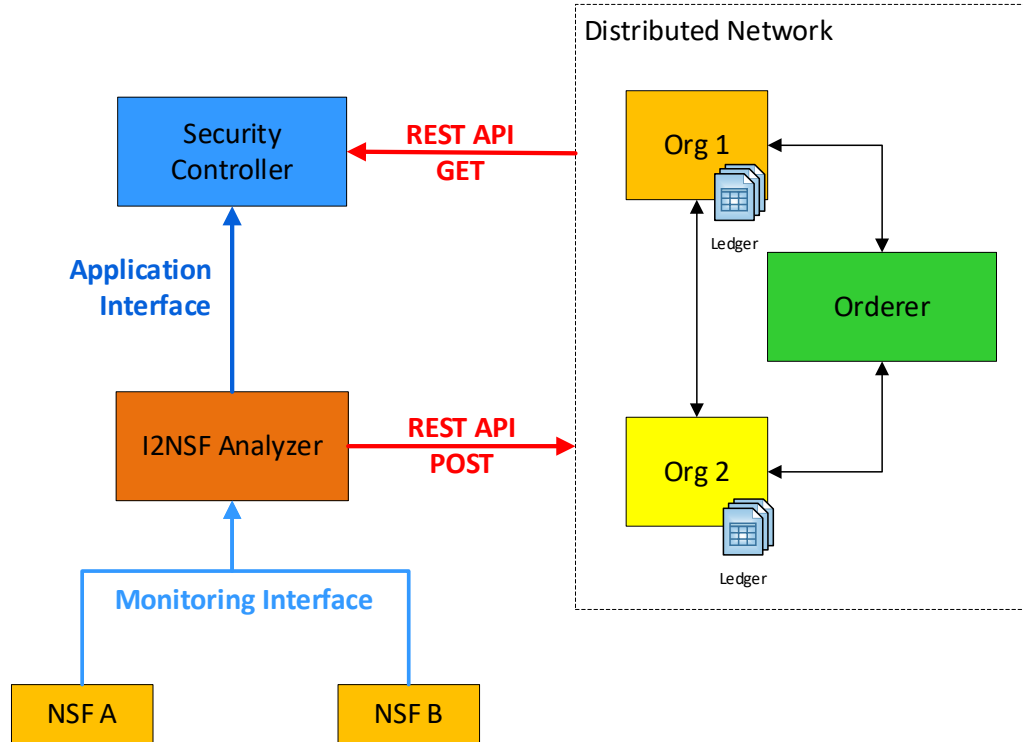 Distributed Network
Security
Controller
REST API
GET
Org 1
Ledger
Application
Interface
Orderer
I2NSF Analyzer
REST API
POST
Org 2
Ledger
Monitoring Interface
NSF A
NSF B